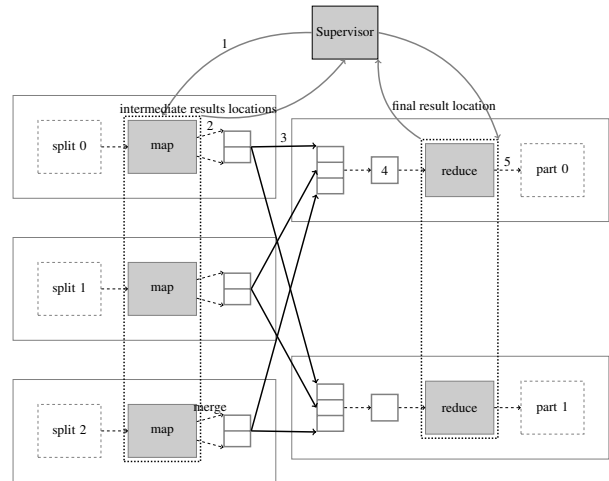 Supervisor
1
intermediate results locations
final result location
2
3
split 0
map
4
reduce
5
part 0
split 1
map
merge
split 2
map
reduce
part 1